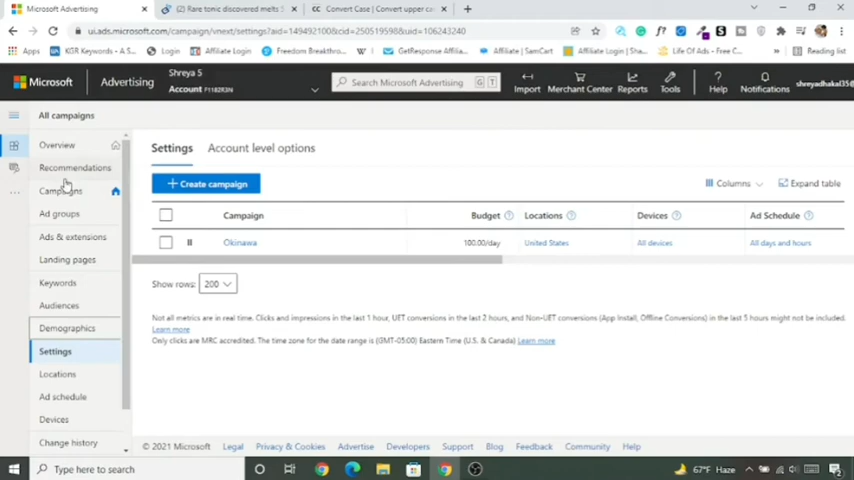 Microsoft Advertising
(2) Rare tonic discovered melts
Convert Case | Convert upper ca
ui.ads.microsoft.com/campaign/vnext/settings?aid=149492100&cid=250519598&uid=106243240
Apps
KGR Keywords - A S...
Login
Affiliate Login
Freedom Breakthro...
GetResponse Affilia...
Affiliate | SamCart
Affiliate Login | Sha...
Life Of Ads - Free C...
Reading list
Microsoft
Advertising
Shreya 5
Account F1182R3N
Search Microsoft Advertising
G T
Import
Merchant Center
Reports
Tools
Help
Notifications
shreyadhakal35@
All campaigns
Overview
Recommendations
Campaigns
Ad groups
Ads & extensions
Landing pages
Keywords
Audiences
Demographics
Settings
Locations
Ad schedule
Devices
Change history
Settings Account level options
+ Create campaign
Columns
Expand table
Campaign Budget Locations Devices Ad Schedule
Okinawa 100.00/day United States All devices All days and hours
Show rows: 200
Not all metrics are in real time. Clicks and impressions in the last 1 hour, UET conversions in the last 2 hours, and Non-UET conversions (App Install, Offline Conversions) in the last 5 hours might not be included.
Learn more
Only clicks are MRC accredited. The time zone for the date range is (GMT-05:00) Eastern Time (U.S. & Canada) Learn more
© 2021 Microsoft Legal Privacy & Cookies Advertise Developers Support Blog Feedback Community Help
Type here to search
67°F Haze